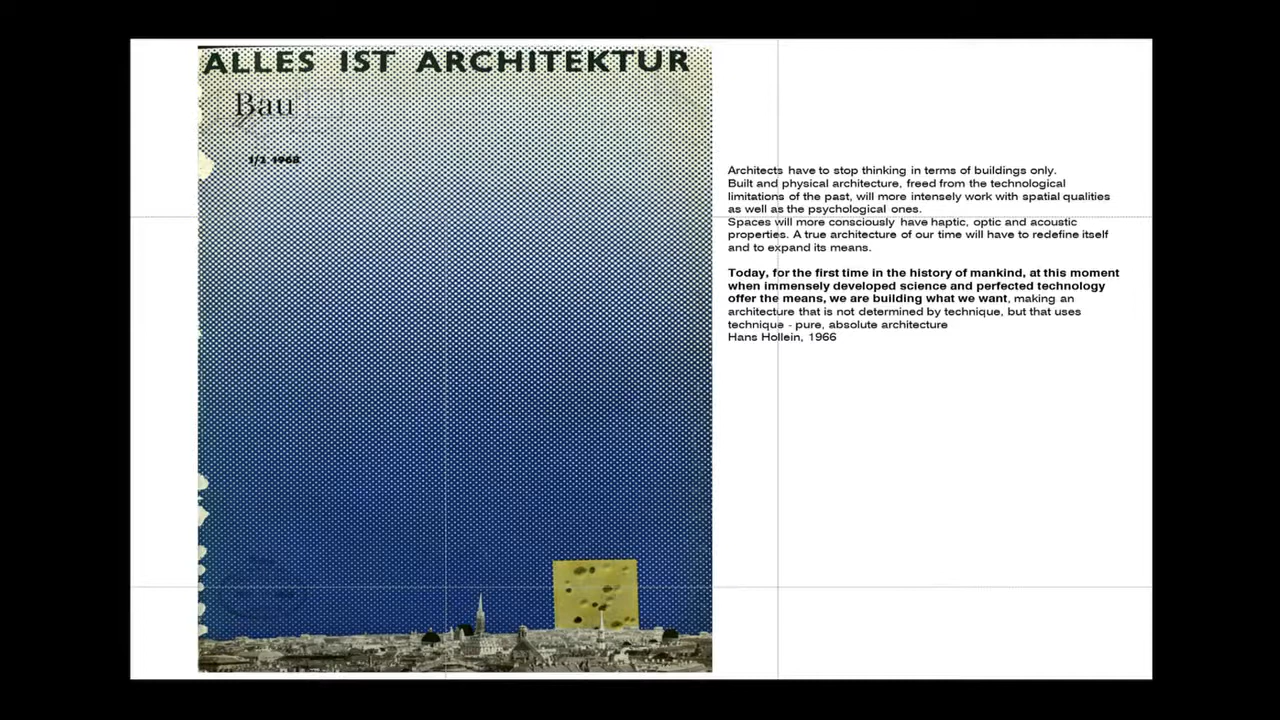 ALLES IST ARCHITEKTUR
Bau
1/2 1968
Architects have to stop thinking in terms of buildings only.
Built and physical architecture, freed from the technological
limitations of the past, will more intensely work with spatial qualities
as well as the psychological ones.
Spaces will more consciously have haptic, optic and acoustic
properties. A true architecture of our time will have to redefine itself
and to expand its means.
Today, for the first time in the history of mankind, at this moment
when immensely developed science and perfected technology
offer the means, we are building what we want, making an
architecture that is not determined by technique, but that uses
technique - pure, absolute architecture
Hans Hollein, 1966